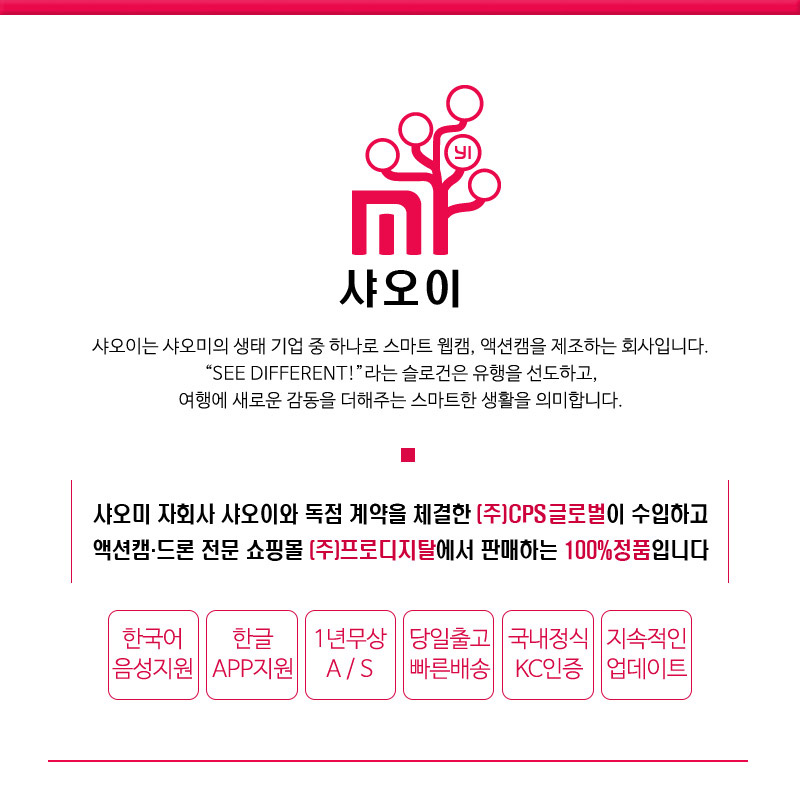 YI
샤오이
샤오이는 샤오미의 생태 기업 중 하나로 스마트 웹캠, 액션캠을 제조하는 회사입니다.
“SEE DIFFERENT!”라는 슬로건은 유행을 선도하고,
여행에 새로운 감동을 더해주는 스마트한 생활을 의미합니다.
샤오미 자회사 샤오이와 독점 계약을 체결한 (주)CPS글로벌이 수입하고
액션캠·드론 전문 쇼핑몰 (주)프로디지탈에서 판매하는 100%정품입니다
한국어
음성지원
한글
APP지원
1년무상
A / S
당일출고
빠른배송
국내정식
KC인증
지속적인
업데이트